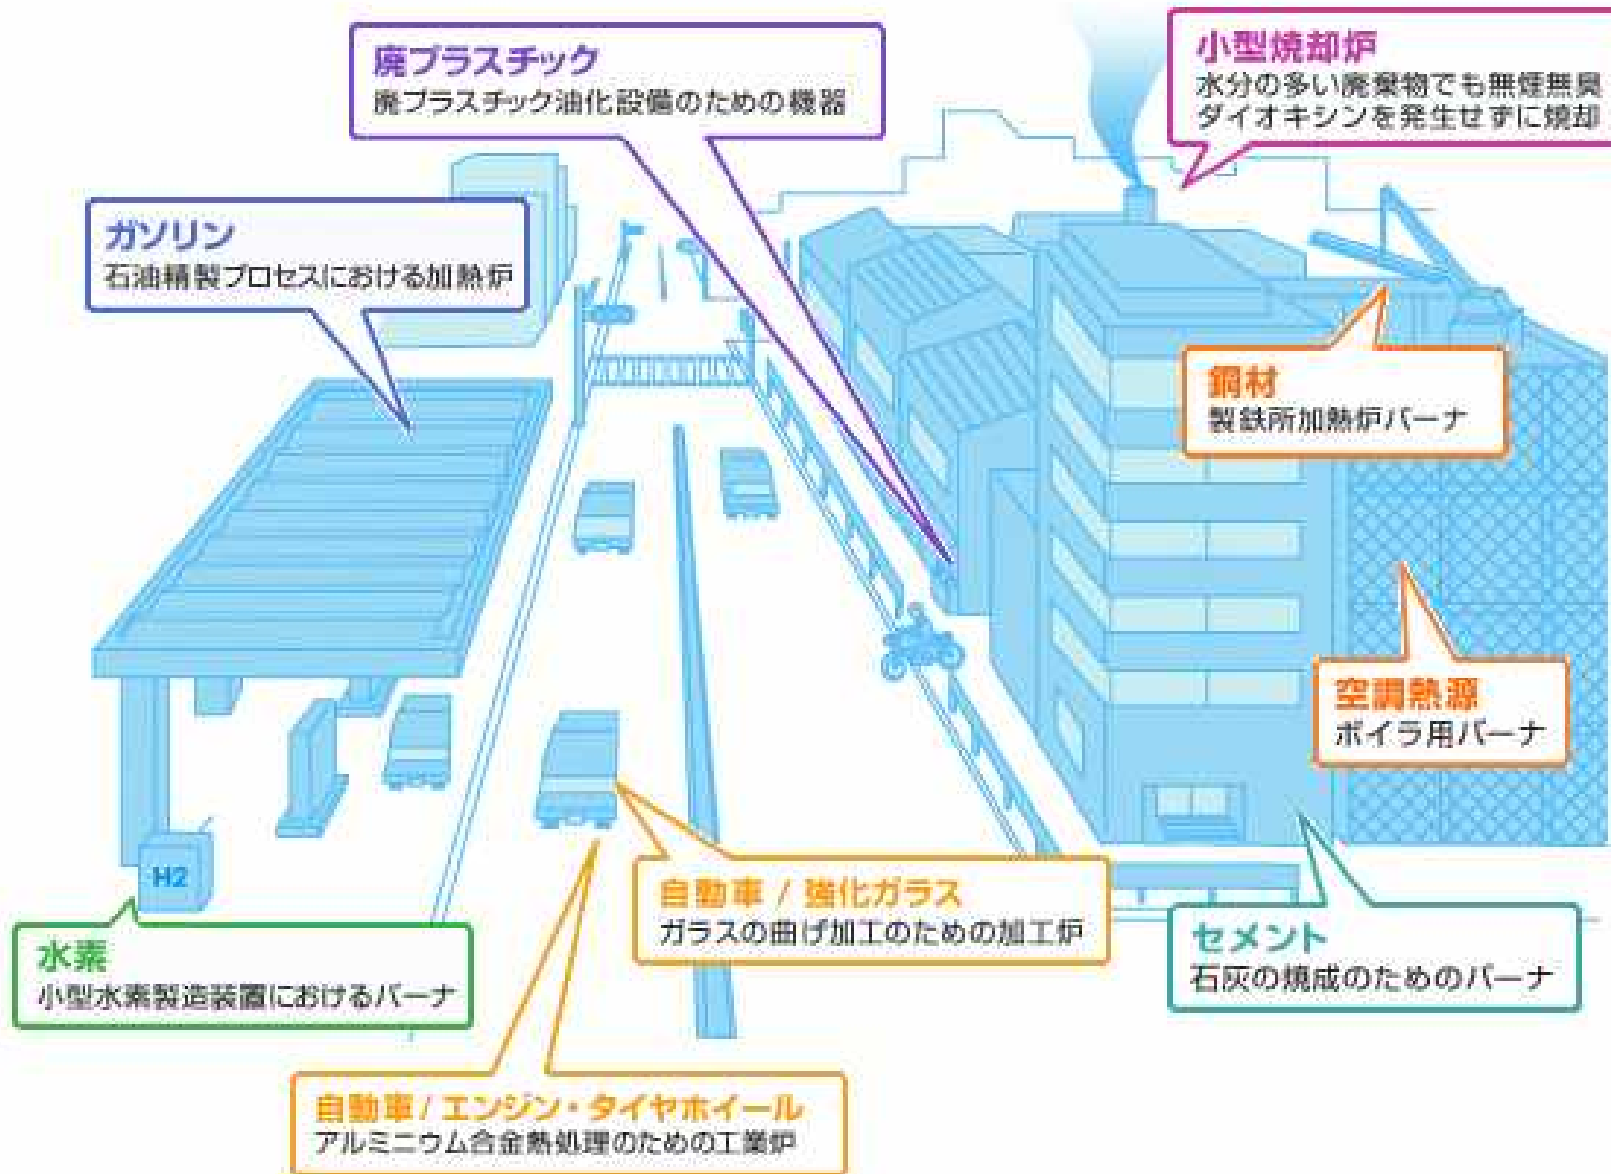 廃プラスチック
廃プラスチック油化設備のための機器
小型焼却炉
水分の多い廃棄物でも無煙無臭
ダイオキシンを発生せずに焼却
ガソリン
石油精製プロセスにおける加熱炉
鋼材
製鉄所加熱炉バーナ
空調熱源
ボイラ用バーナ
H2
自動車 / 強化ガラス
ガラスの曲げ加工のための加工炉
セメント
石灰の焼成のためのバーナ
水素
小型水素製造装置におけるバーナ
自動車 / エンジン・タイヤホイール
アルミニウム合金熱処理のための工業炉